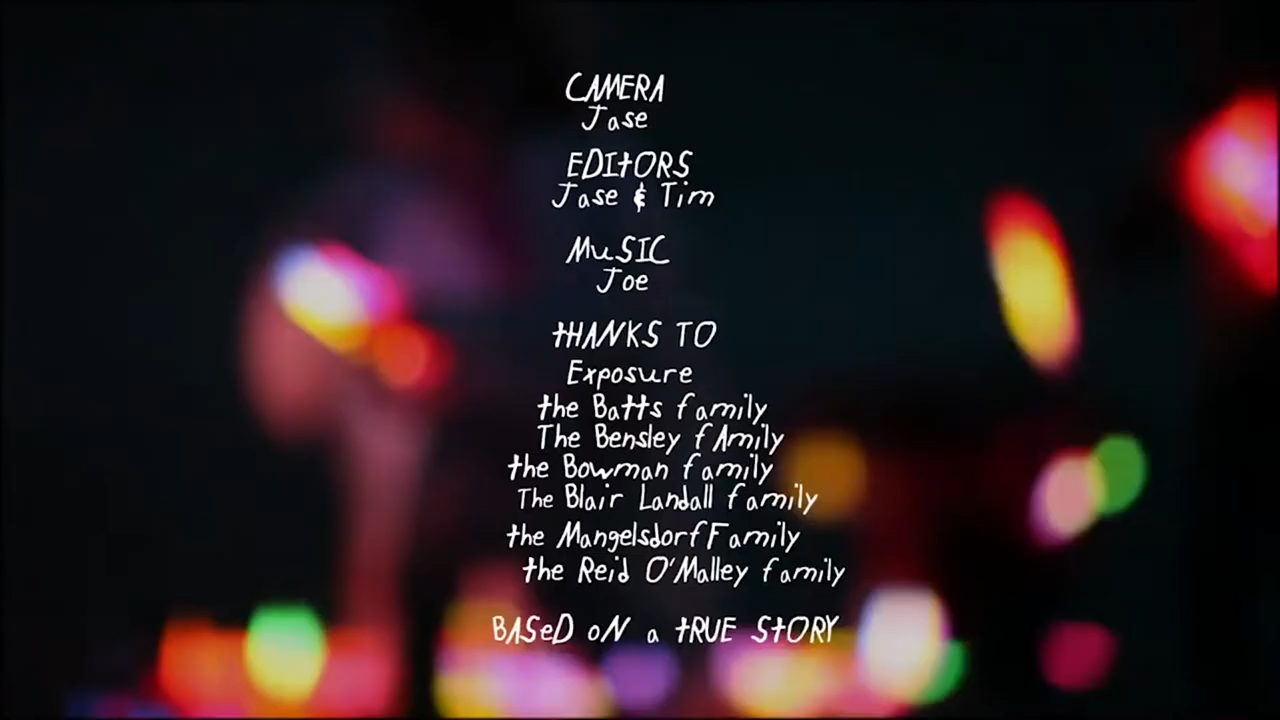 CAMERA
Jase
EDItORS
Jase & Tim
MuSIC
Joe
tHANKS TO
Exposure
the Batts family
The Bensley fAmily
the Bowman family
The Blair Landall family
the Mangelsdorf Family
the Reid O'Malley family
BASeD oN a tRUE StORY